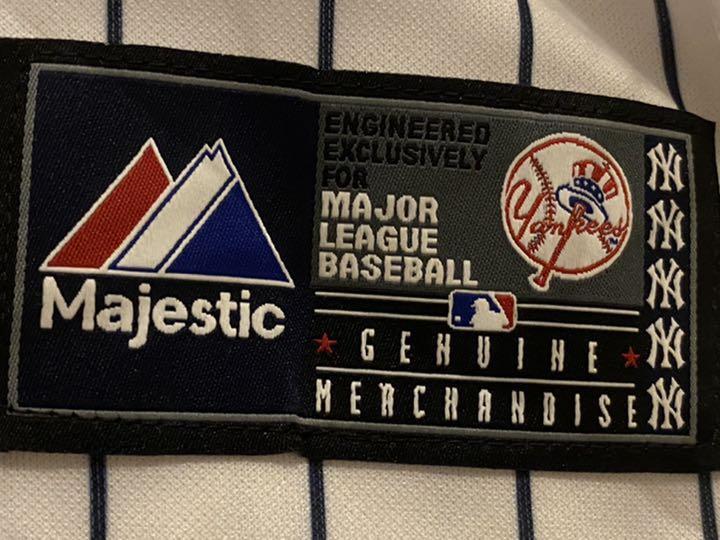 Majestic
ENGINEERED
EXCLUSIVELY
FOR
MAJOR
LEAGUE
BASEBALL
Yankees
NY
NY
NY
NY
NY
GENUINE
MERCHANDISE